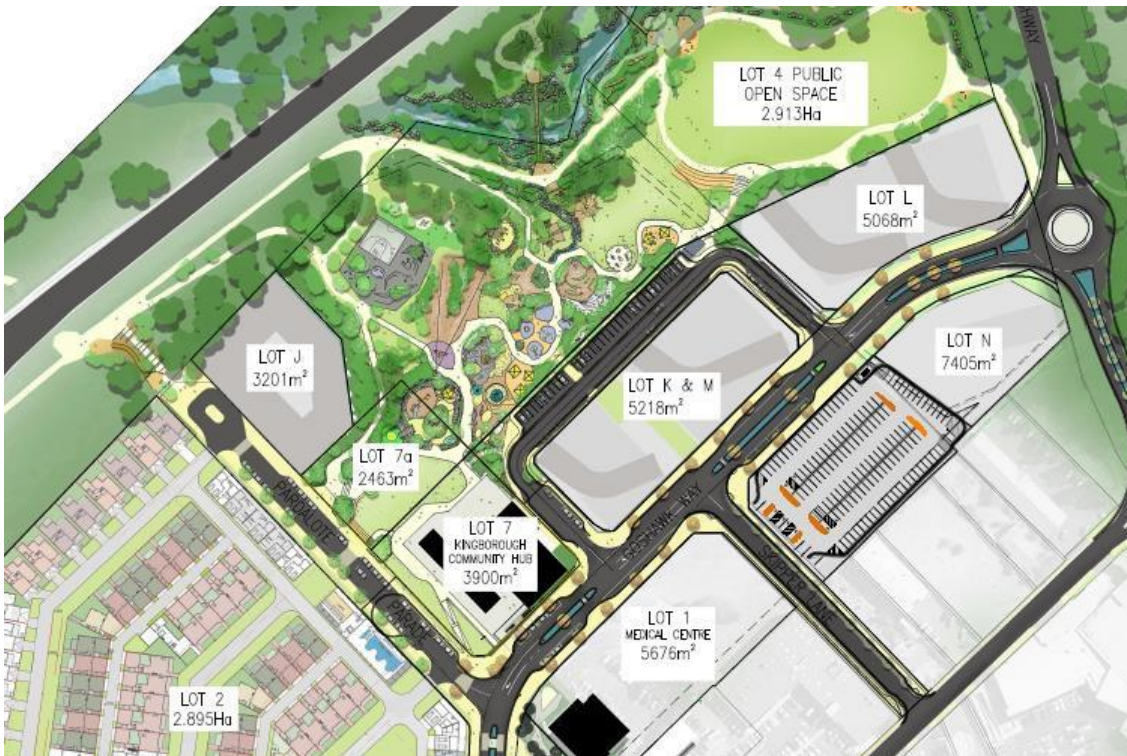 HWAY
LOT 4 PUBLIC
OPEN SPACE
2.913Ha
LOT L
5068m²
LOT N
7405m²
LOT J
3201m²
LOT K & M
5218m²
LOT 7a
2463m²
PARDALOTE
PARADE
LOT 7
KINGBOROUGH
COMMUNITY HUB
3900m²
GOSHAWK WAY
SKIPPER LANE
LOT 1
MEDICAL CENTRE
5676m²
LOT 2
2.895Ha